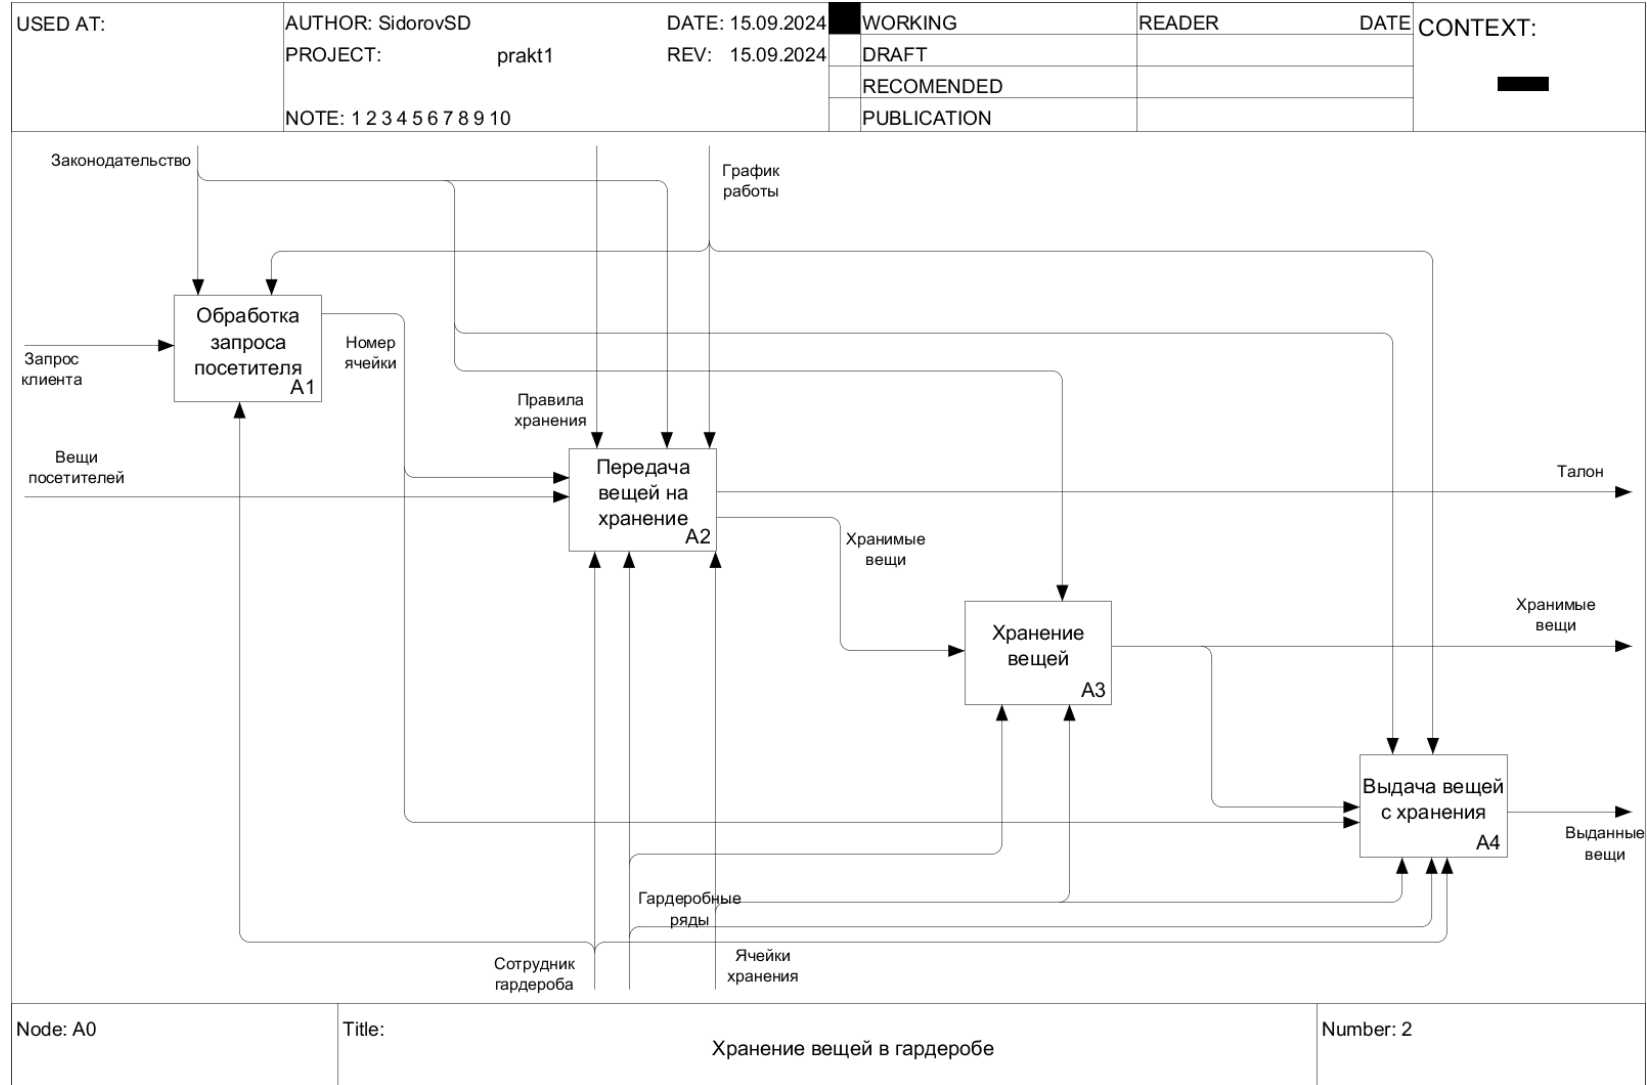 USED AT:
AUTHOR: SidorovSD
DATE: 15.09.2024
WORKING
READER
DATE
CONTEXT:
PROJECT:
prakt1
REV: 15.09.2024
DRAFT
RECOMENDED
NOTE: 1 2 3 4 5 6 7 8 9 10
PUBLICATION
Законодательство
График
работы
Обработка
запроса
посетителя
A1
Запрос
клиента
Номер
ячейки
Правила
хранения
Вещи
посетителей
Передача
вещей на
хранение
A2
Талон
Хранимые
вещи
Хранимые
вещи
Хранение
вещей
A3
Выдача вещей
с хранения
A4
Выданные
вещи
Гардеробные
ряды
Сотрудник
гардероба
Ячейки
хранения
Node: A0
Title:
Хранение вещей в гардеробе
Number: 2